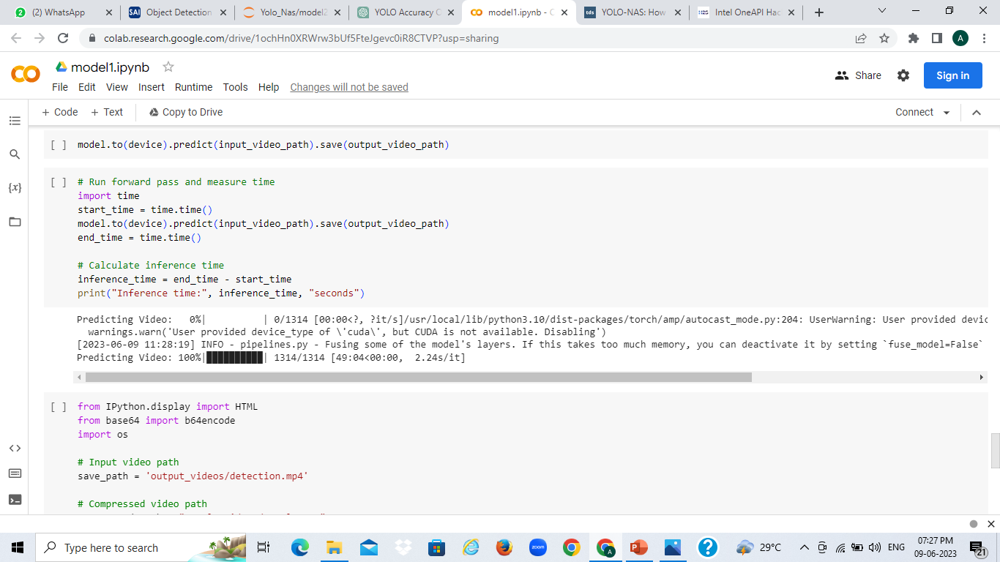 (2) WhatsApp
SAI Object Detection
Yolo_Nas/model2
YOLO Accuracy C
model1.ipynb - C
tds YOLO-NAS: How
Intel OneAPI Hac
colab.research.google.com/drive/1ochHn0XRWrw3bUf5FteJgevc0iR8CTVP?usp=sharing
A
model1.ipynb
File Edit View Insert Runtime Tools Help Changes will not be saved
Share
Sign in
+ Code + Text Copy to Drive
Connect
[ ] model.to(device).predict(input_video_path).save(output_video_path)
[ ] # Run forward pass and measure time
import time
start_time = time.time()
model.to(device).predict(input_video_path).save(output_video_path)
end_time = time.time()
# Calculate inference time
inference_time = end_time - start_time
print("Inference time:", inference_time, "seconds")
Predicting Video:   0%|          | 0/1314 [00:00<?, ?it/s]/usr/local/lib/python3.10/dist-packages/torch/amp/autocast_mode.py:204: UserWarning: User provided devic
warnings.warn('User provided device_type of \'cuda\', but CUDA is not available. Disabling')
[2023-06-09 11:28:19] INFO - pipelines.py - Fusing some of the model's layers. If this takes too much memory, you can deactivate it by setting `fuse_model=False`
Predicting Video: 100%|██████████| 1314/1314 [49:04<00:00,  2.24s/it]
[ ] from IPython.display import HTML
from base64 import b64encode
import os
# Input video path
save_path = 'output_videos/detection.mp4'
# Compressed video path
{x}
Type here to search
zoom
A
29°C
ENG
07:27 PM
09-06-2023
21